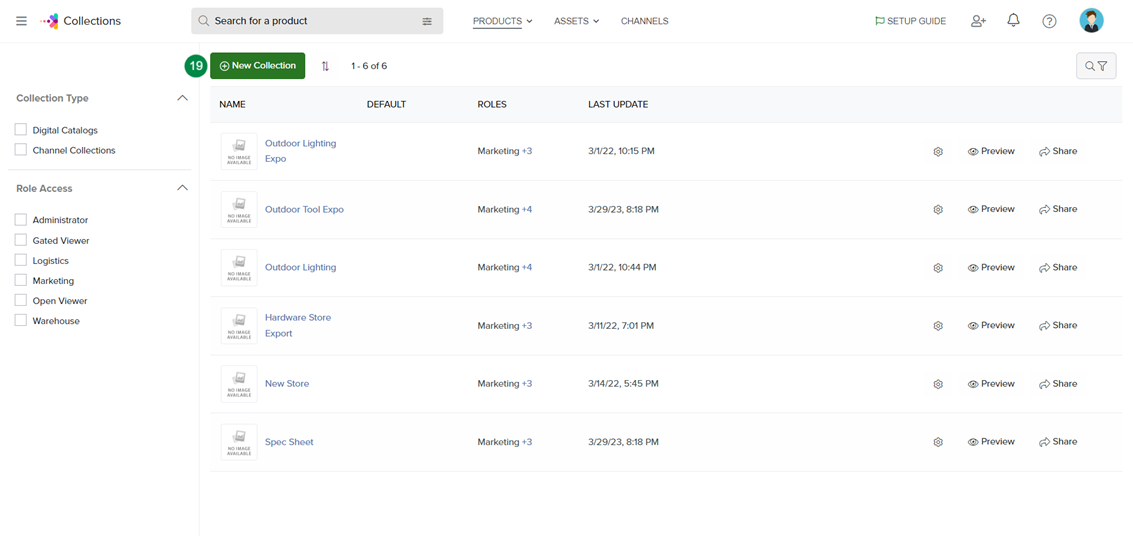 Collections
Search for a product
PRODUCTS
ASSETS
CHANNELS
SETUP GUIDE
19
New Collection
1 - 6 of 6
Collection Type
Digital Catalogs
Channel Collections
Role Access
Administrator
Gated Viewer
Logistics
Marketing
Open Viewer
Warehouse
NAME DEFAULT ROLES LAST UPDATE
NO IMAGE
AVAILABLE
Outdoor Lighting
Expo
Marketing +3 3/1/22, 10:15 PM Preview Share
NO IMAGE
AVAILABLE
Outdoor Tool Expo Marketing +4 3/29/23, 8:18 PM Preview Share
NO IMAGE
AVAILABLE
Outdoor Lighting Marketing +4 3/1/22, 10:44 PM Preview Share
NO IMAGE
AVAILABLE
Hardware Store
Export
Marketing +3 3/11/22, 7:01 PM Preview Share
NO IMAGE
AVAILABLE
New Store Marketing +3 3/14/22, 5:45 PM Preview Share
NO IMAGE
AVAILABLE
Spec Sheet Marketing +3 3/29/23, 8:18 PM Preview Share